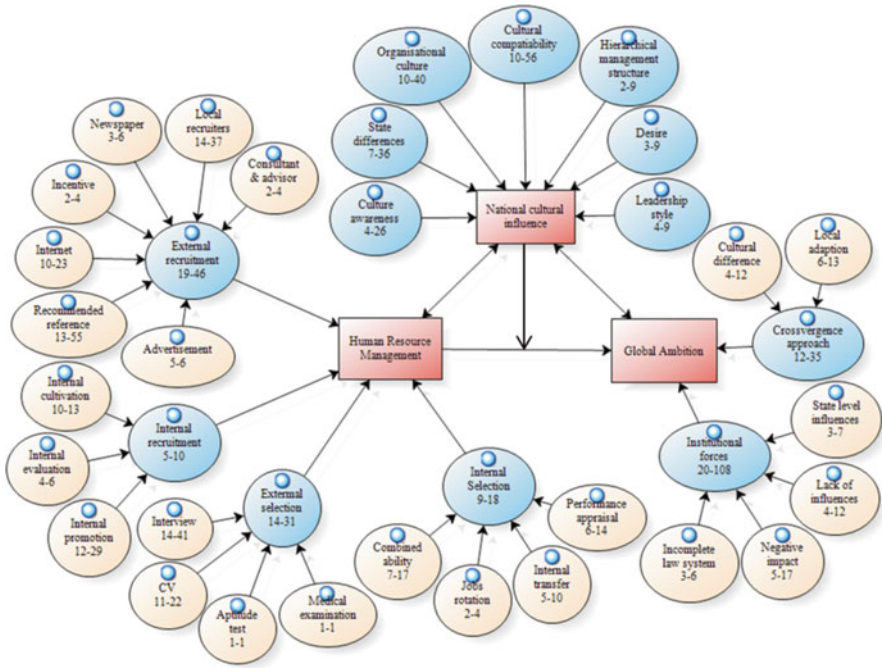 Cultural
compatiability
10-56
Organisational
culture
10-40
Hierarchical
management
structure
2-9
Newspaper
3-6
Local
recruiters
14-37
State
differences
7-36
Desire
3-9
Consultant
& advisor
2-4
Incentive
2-4
Culture
awareness
4-26
National cultural
influence
Leadership
style
4-9
Internet
10-23
External
recruitment
19-46
Cultural
difference
4-12
Local
adaption
6-13
Recommended
reference
13-55
Advertisement
5-6
Human Resource
Management
Global Ambition
Crossvergence
approach
12-35
Internal
cultivation
10-13
Internal
recruitment
5-10
Internal
evaluation
4-6
Internal
promotion
12-29
State level
influences
3-7
Institutional
forces
20-108
Lack of
influences
4-12
External
selection
14-31
Internal
Selection
9-18
Interview
14-41
Performance
appraisal
6-14
Combined
ability
7-17
CV
11-22
Aptitude
test
1-1
Medical
examination
1-1
Jobs
rotation
2-4
Internal
transfer
5-10
Incomplete
law system
3-6
Negative
impact
5-17